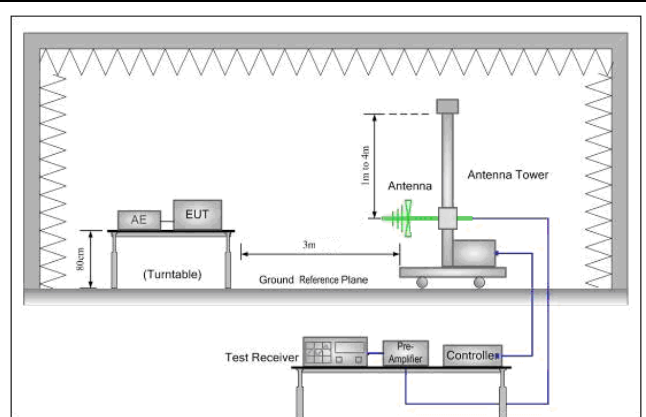 1m to 4m
Antenna
Antenna Tower
AE
EUT
80cm
3m
(Turntable)
Ground Reference Plane
Test Receiver
Pre-
Amplifier
Controller